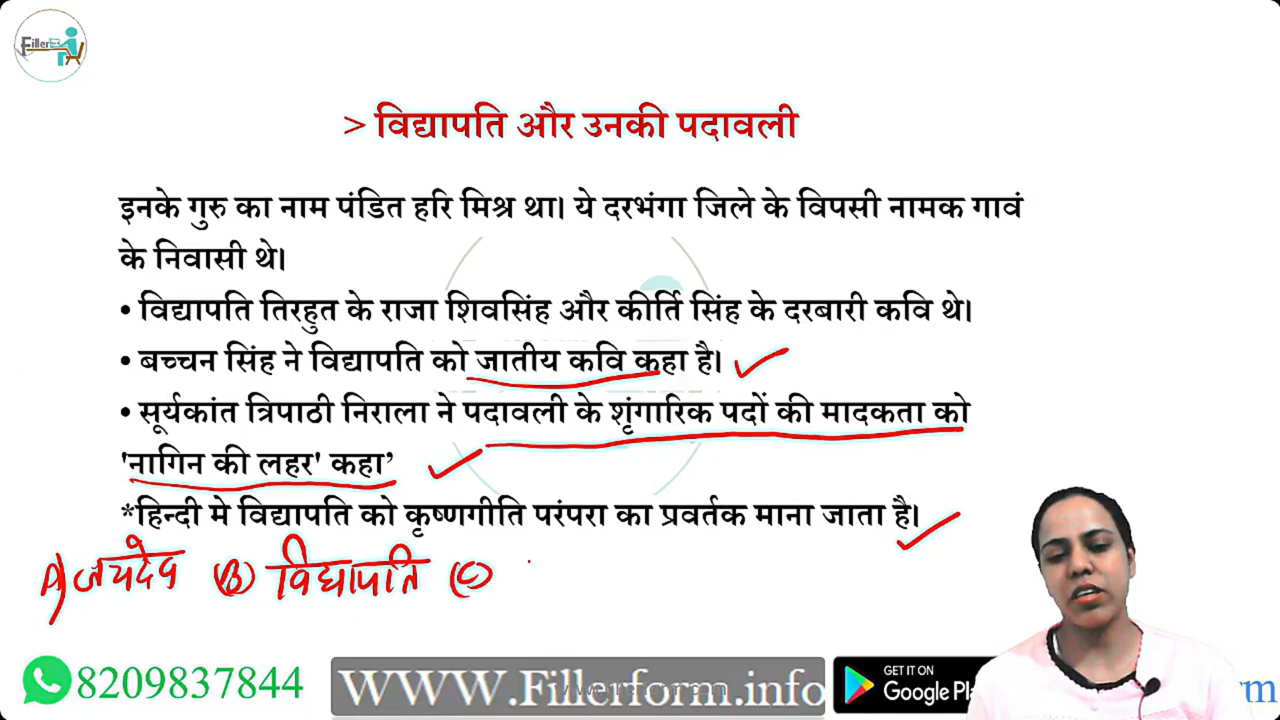 Fillerform
> विद्यापति और उनकी पदावली
इनके गुरु का नाम पंडित हरि मिश्र था। ये दरभंगा जिले के विपसी नामक गावं
के निवासी थे।
• विद्यापति तिरहुत के राजा शिवसिंह और कीर्ति सिंह के दरबारी कवि थे।
• बच्चन सिंह ने विद्यापति को जातीय कवि कहा है।
• सूर्यकांत त्रिपाठी निराला ने पदावली के शृंगारिक पदों की मादकता को
'नागिन की लहर' कहा’
*हिन्दी मे विद्यापति को कृष्णगीति परंपरा का प्रवर्तक माना जाता है।
A) जयदेव (B) विद्यापति (C)
8209837844 WWW.Fillerform.info GET IT ON Google Pla rm